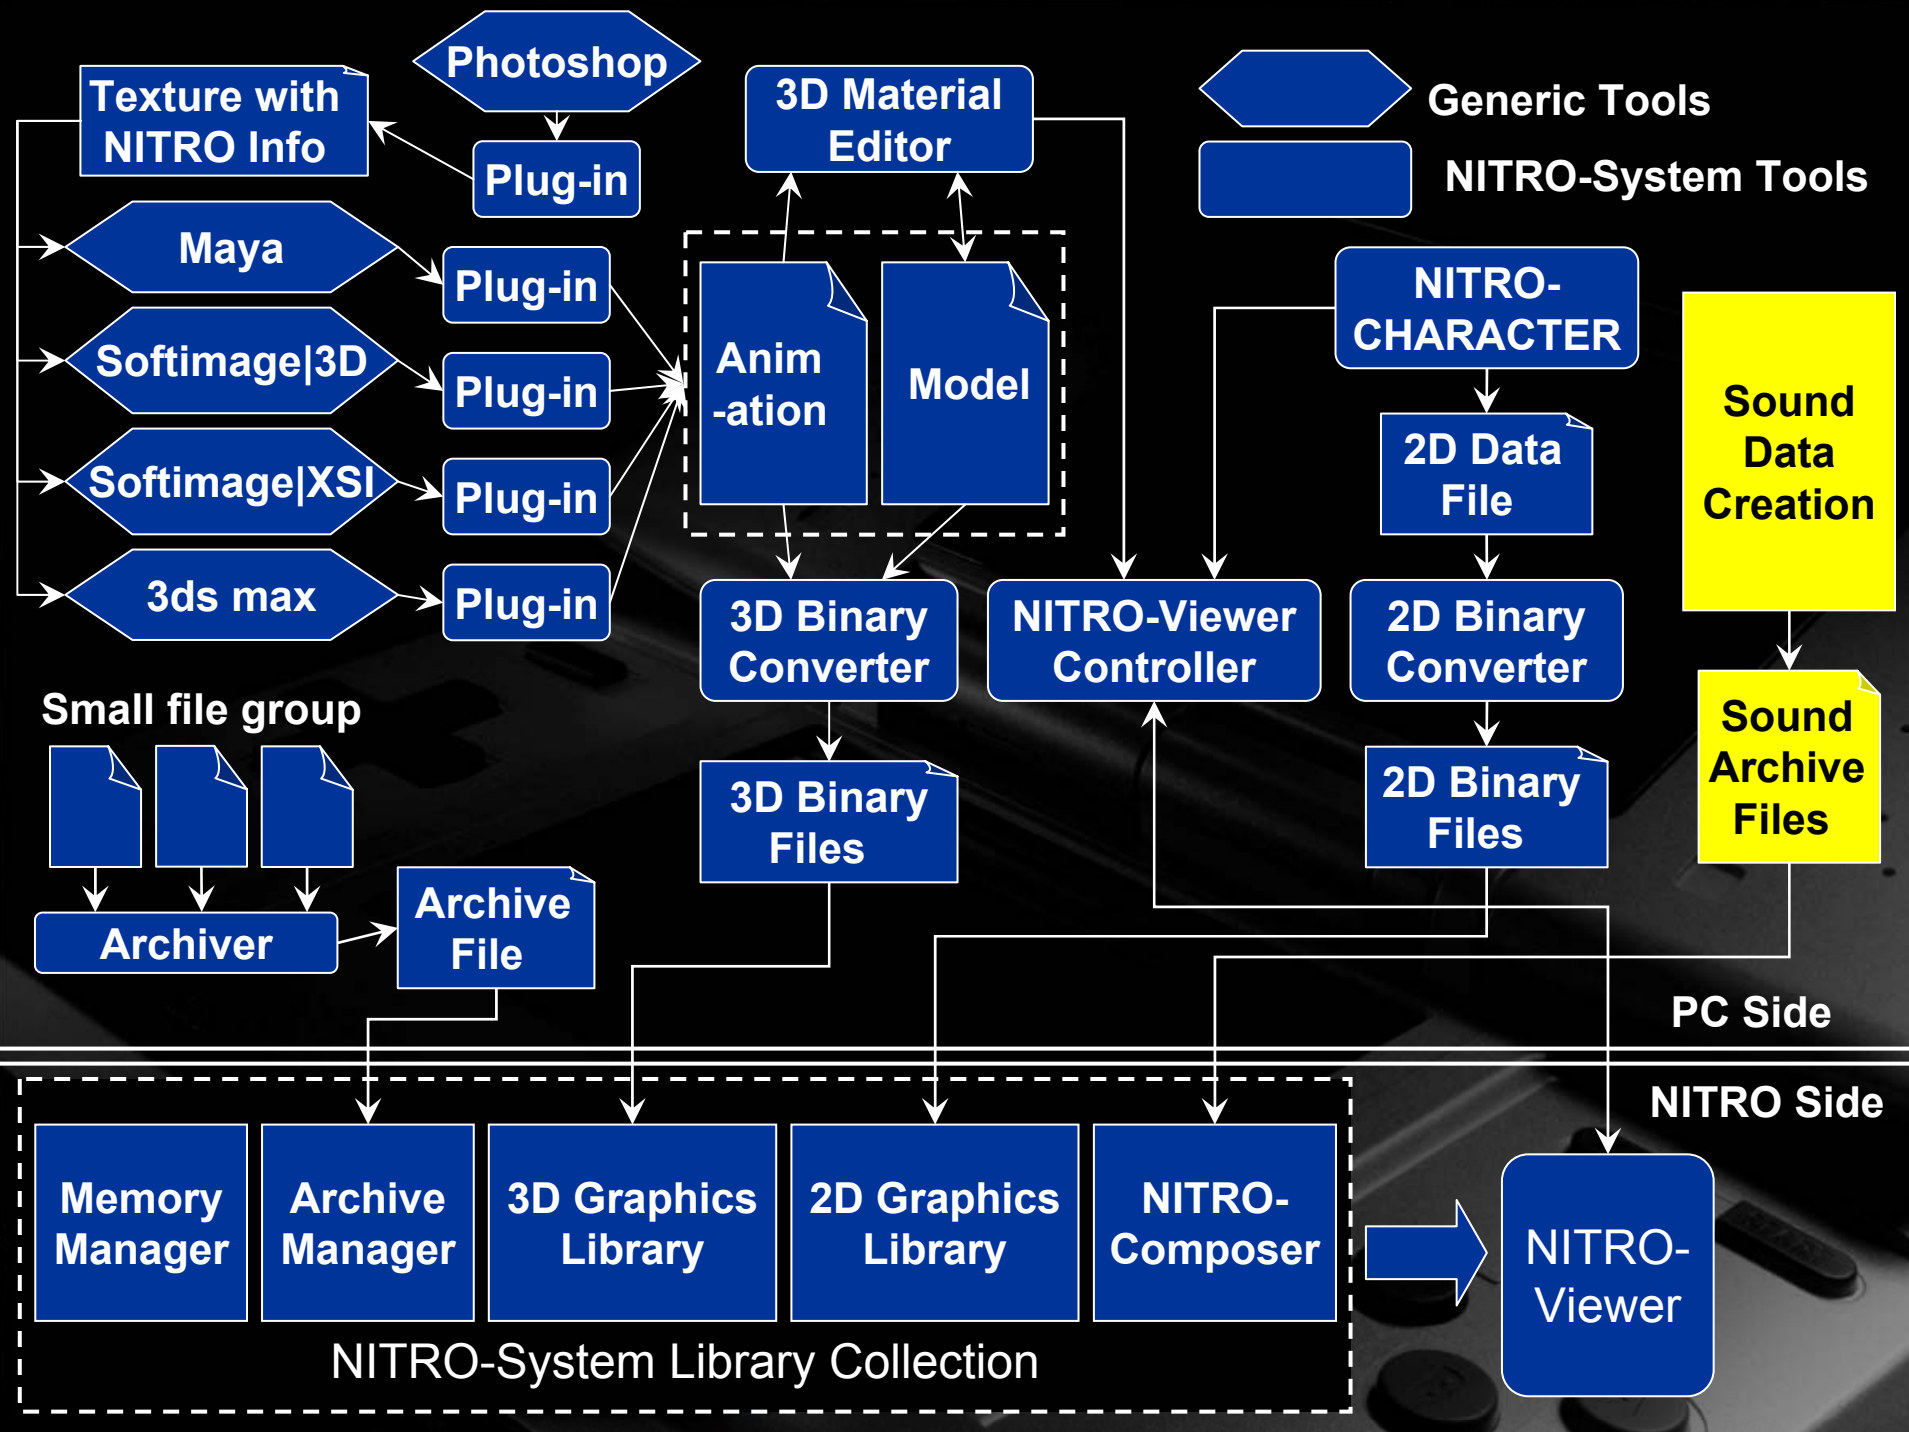 Photoshop
Texture with
NITRO Info
Plug-in
3D Material
Editor
Generic Tools
NITRO-System Tools
Maya
Plug-in
Softimage|3D
Plug-in
Softimage|XSI
Plug-in
3ds max
Plug-in
Anim
-ation
Model
NITRO-
CHARACTER
2D Data
File
Sound
Data
Creation
3D Binary
Converter
NITRO-Viewer
Controller
2D Binary
Converter
Small file group
3D Binary
Files
2D Binary
Files
Sound
Archive
Files
Archiver
Archive
File
PC Side
NITRO Side
Memory
Manager
Archive
Manager
3D Graphics
Library
2D Graphics
Library
NITRO-
Composer
NITRO-
Viewer
NITRO-System Library Collection